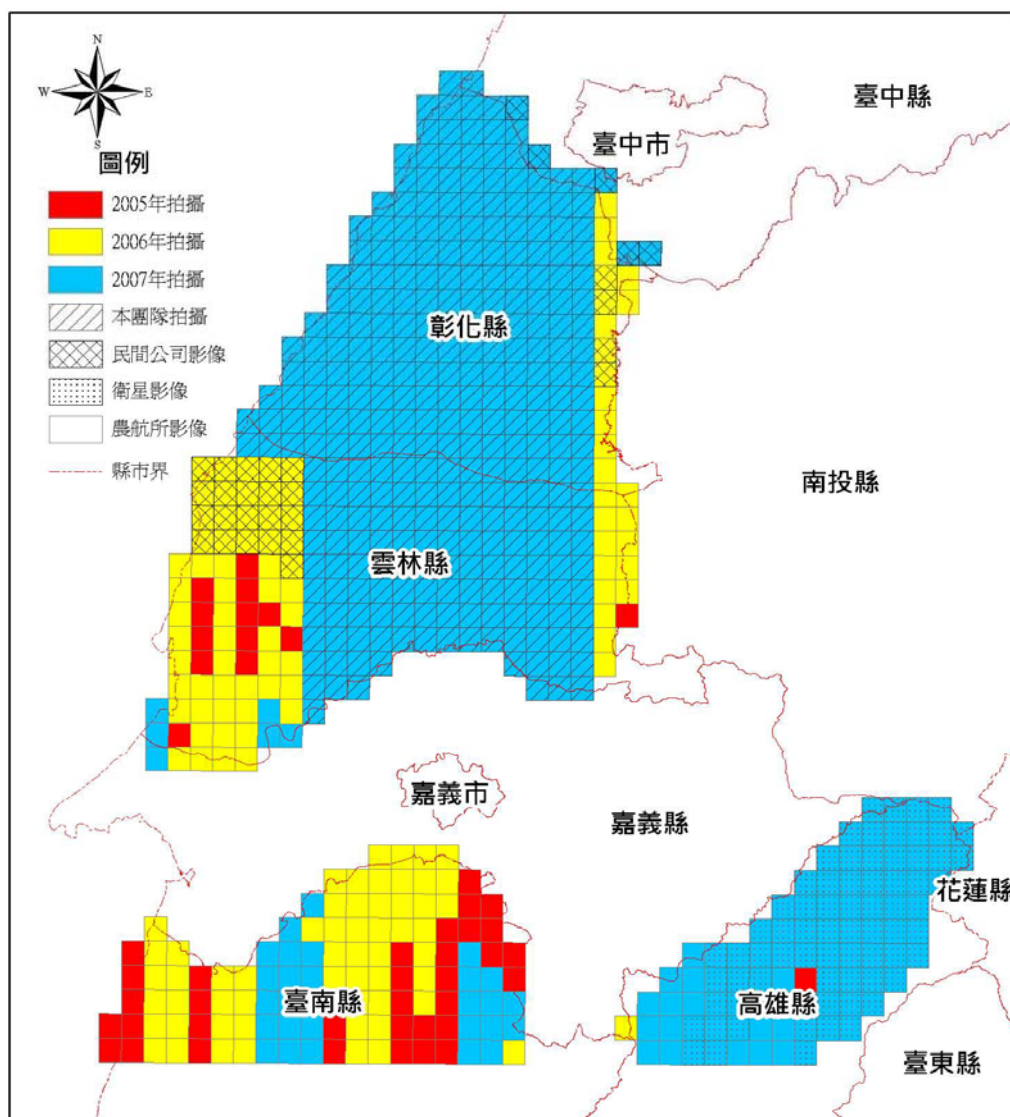 N
W
E
S
圖例
2005年拍攝
2006年拍攝
2007年拍攝
本團隊拍攝
民間公司影像
衛星影像
農航所影像
縣市界
臺中縣
臺中市
彰化縣
南投縣
雲林縣
嘉義市
嘉義縣
花蓮縣
臺南縣
高雄縣
臺東縣